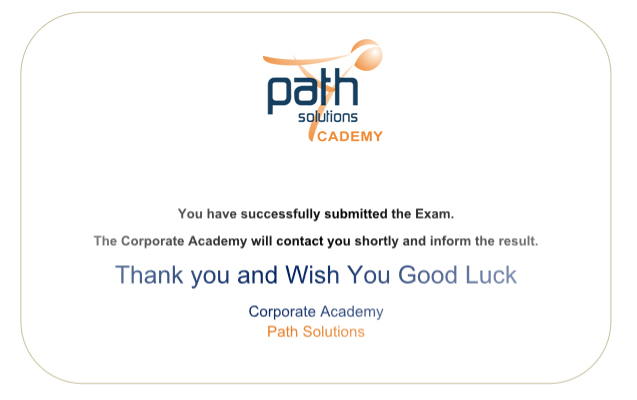 path
solutions
CADEMY
You have successfully submitted the Exam.
The Corporate Academy will contact you shortly and inform the result.
Thank you and Wish You Good Luck
Corporate Academy
Path Solutions